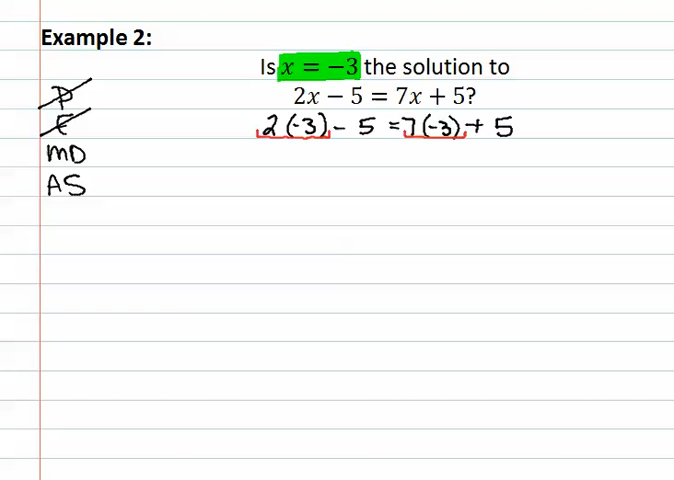 Example 2:
Is x = −3 the solution to
2x − 5 = 7x + 5?
P
E
2(-3) - 5 = 7(-3) + 5
MD
AS